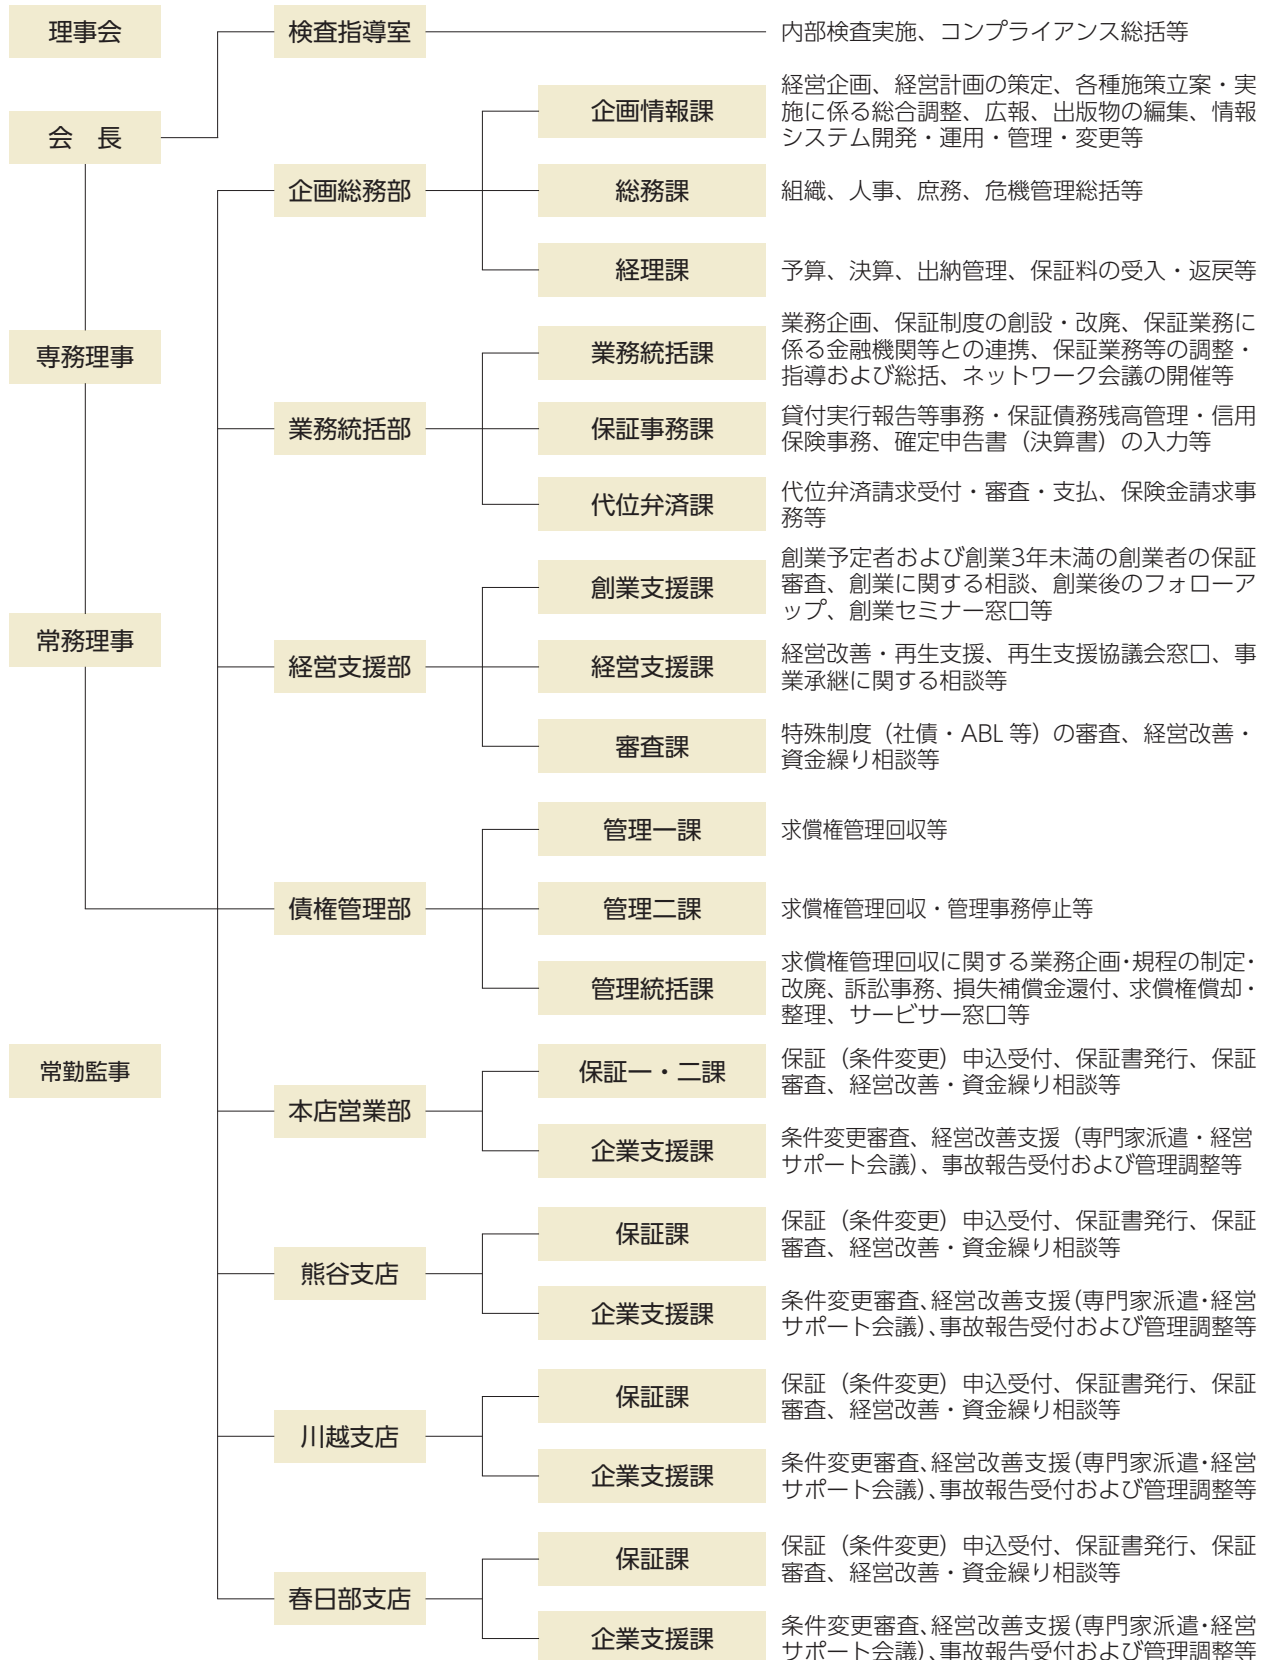 理事会
検査指導室
内部検査実施、コンプライアンス総括等
会　長
企画総務部
企画情報課
経営企画、経営計画の策定、各種施策立案・実
施に係る総合調整、広報、出版物の編集、情報
システム開発・運用・管理・変更等
総務課
組織、人事、庶務、危機管理総括等
経理課
予算、決算、出納管理、保証料の受入・返戻等
専務理事
業務統括部
業務統括課
業務企画、保証制度の創設・改廃、保証業務に
係る金融機関等との連携、保証業務等の調整・
指導および総括、ネットワーク会議の開催等
保証事務課
貸付実行報告等事務・保証債務残高管理・信用
保険事務、確定申告書（決算書）の入力等
代位弁済課
代位弁済請求受付・審査・支払、保険金請求事
務等
常務理事
経営支援部
創業支援課
創業予定者および創業3年未満の創業者の保証
審査、創業に関する相談、創業後のフォローア
ップ、創業セミナー窓口等
経営支援課
経営改善・再生支援、再生支援協議会窓口、事
業承継に関する相談等
審査課
特殊制度（社債・ABL 等）の審査、経営改善・
資金繰り相談等
債権管理部
管理一課
求償権管理回収等
管理二課
求償権管理回収・管理事務停止等
管理統括課
求償権管理回収に関する業務企画・規程の制定・
改廃、訴訟事務、損失補償金還付、求償権償却・
整理、サービサー窓口等
常勤監事
本店営業部
保証一・二課
保証（条件変更）申込受付、保証書発行、保証
審査、経営改善・資金繰り相談等
企業支援課
条件変更審査、経営改善支援（専門家派遣・経営
サポート会議）、事故報告受付および管理調整等
熊谷支店
保証課
保証（条件変更）申込受付、保証書発行、保証
審査、経営改善・資金繰り相談等
企業支援課
条件変更審査、経営改善支援（専門家派遣・経営
サポート会議）、事故報告受付および管理調整等
川越支店
保証課
保証（条件変更）申込受付、保証書発行、保証
審査、経営改善・資金繰り相談等
企業支援課
条件変更審査、経営改善支援（専門家派遣・経営
サポート会議）、事故報告受付および管理調整等
春日部支店
保証課
保証（条件変更）申込受付、保証書発行、保証
審査、経営改善・資金繰り相談等
企業支援課
条件変更審査、経営改善支援（専門家派遣・経営
サポート会議）、事故報告受付および管理調整等